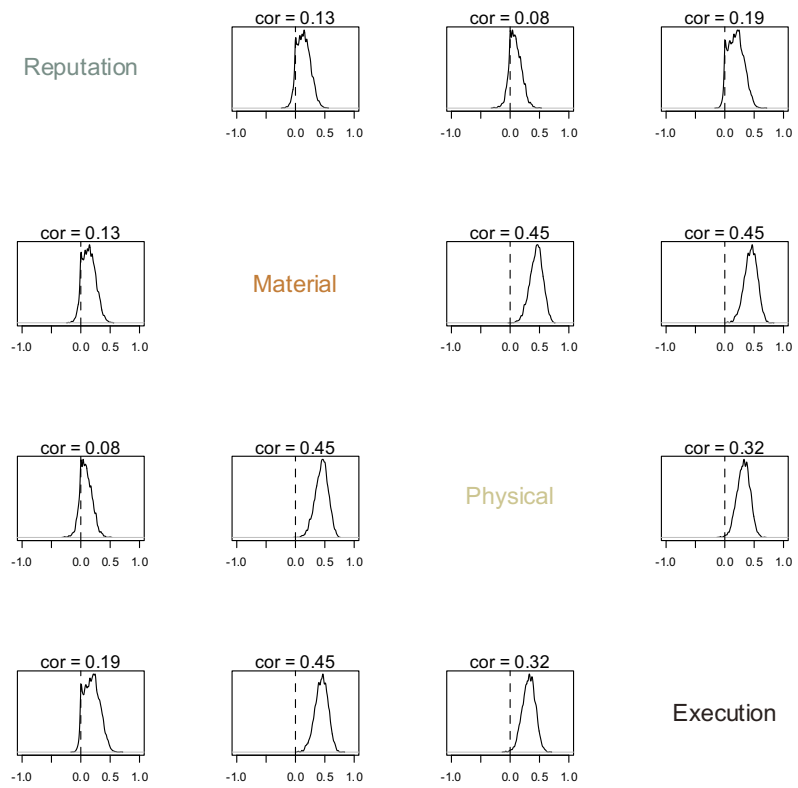 cor = 0.13
cor = 0.08
cor = 0.19
Reputation
-1.0 0.0 0.5 1.0
-1.0 0.0 0.5 1.0
-1.0 0.0 0.5 1.0
cor = 0.13
cor = 0.45
cor = 0.45
Material
-1.0 0.0 0.5 1.0
-1.0 0.0 0.5 1.0
-1.0 0.0 0.5 1.0
cor = 0.08
cor = 0.45
cor = 0.32
Physical
-1.0 0.0 0.5 1.0
-1.0 0.0 0.5 1.0
-1.0 0.0 0.5 1.0
cor = 0.19
cor = 0.45
cor = 0.32
Execution
-1.0 0.0 0.5 1.0
-1.0 0.0 0.5 1.0
-1.0 0.0 0.5 1.0